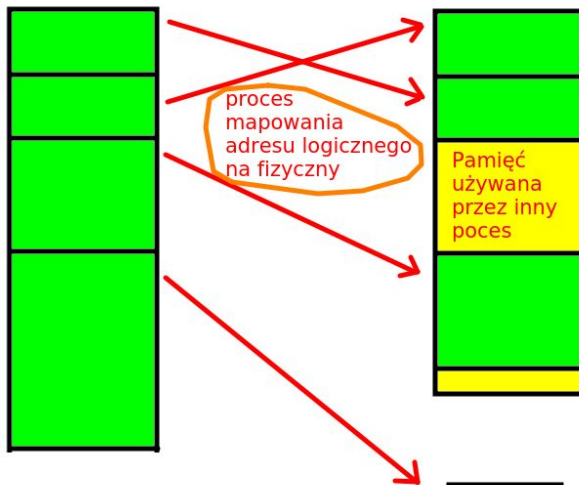 proces
mapowania
adresu logicznego
na fizyczny
Pamięć
używana
przez inny
poces